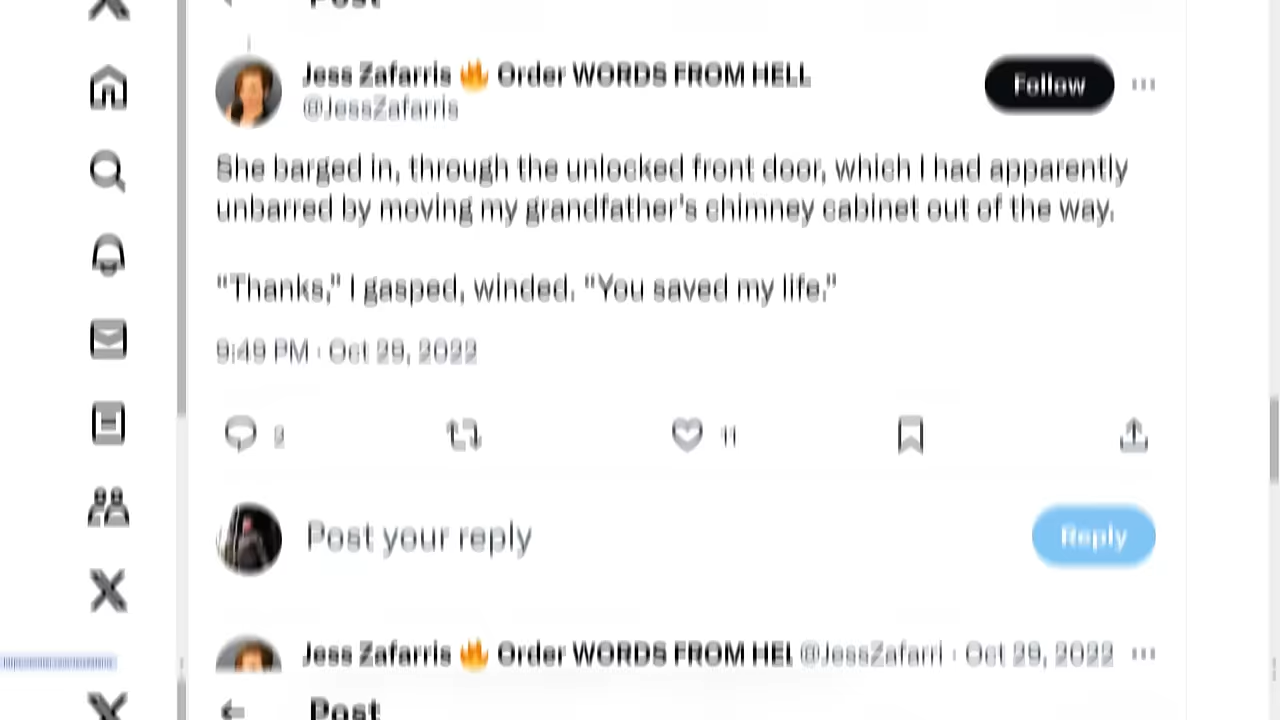 Post
Jess Zafarris 🔥 Order WORDS FROM HELL
@JessZafarris
Follow
She barged in, through the unlocked front door, which I had apparently
unbarred by moving my grandfather's chimney cabinet out of the way.
"Thanks," I gasped, winded. "You saved my life."
9:49 PM · Oct 29, 2022
11
Post your reply
Reply
Jess Zafarris 🔥 Order WORDS FROM HEL @JessZafarri · Oct 29, 2022
Post